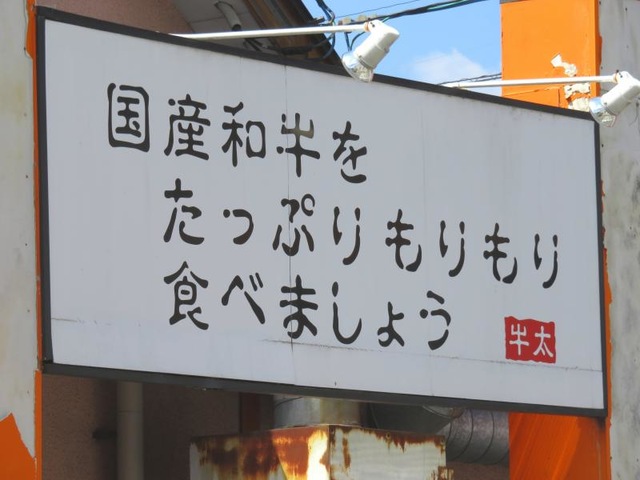 国産和牛を
たっぷりもりもり
食べましょう
牛太